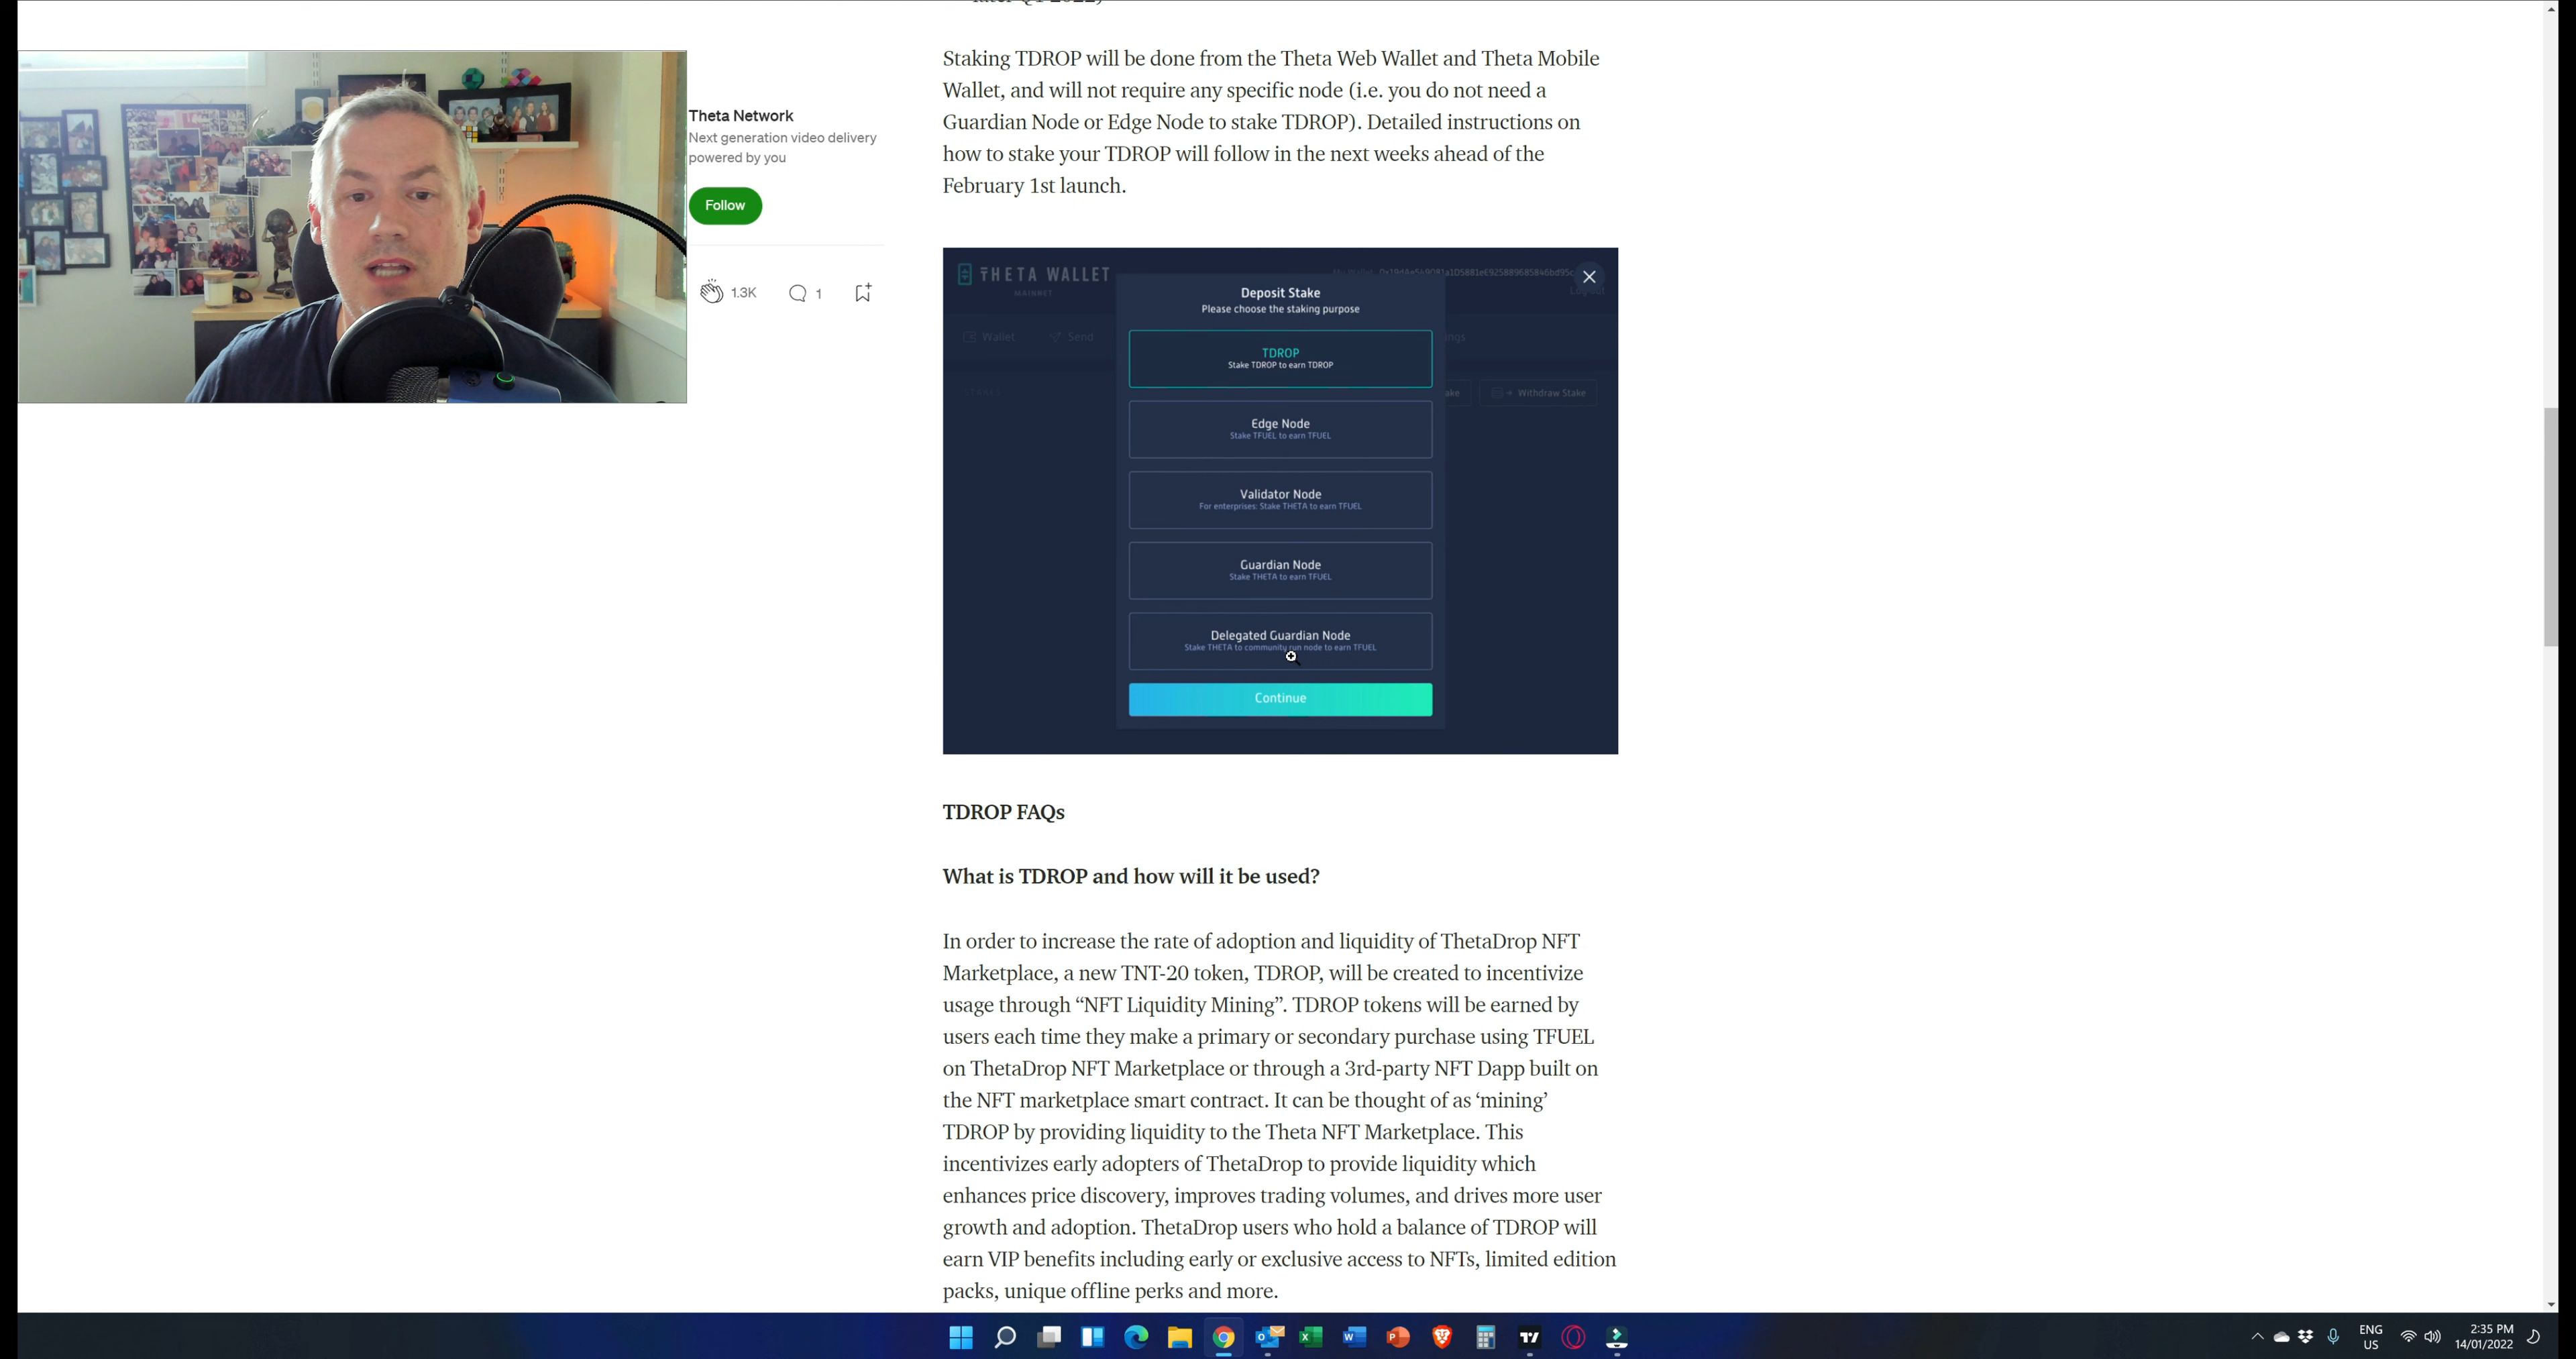 Staking TDROP will be done from the Theta Web Wallet and Theta Mobile
Wallet, and will not require any specific node (i.e. you do not need a
Guardian Node or Edge Node to stake TDROP). Detailed instructions on
how to stake your TDROP will follow in the next weeks ahead of the
February 1st launch.
Theta Network
Next generation video delivery
powered by you
Follow
1.3K
1
THETA WALLET
MAINNET
Wallet
Send
Deposit Stake
Please choose the staking purpose
TDROP
Stake TDROP to earn TDROP
Withdraw Stake
Edge Node
Stake TFUEL to earn TFUEL
Validator Node
For enterprises: Stake THETA to earn TFUEL
Guardian Node
Stake THETA to earn TFUEL
Delegated Guardian Node
Stake THETA to community run node to earn TFUEL
Continue
TDROP FAQs
What is TDROP and how will it be used?
In order to increase the rate of adoption and liquidity of ThetaDrop NFT
Marketplace, a new TNT-20 token, TDROP, will be created to incentivize
usage through “NFT Liquidity Mining”. TDROP tokens will be earned by
users each time they make a primary or secondary purchase using TFUEL
on ThetaDrop NFT Marketplace or through a 3rd-party NFT Dapp built on
the NFT marketplace smart contract. It can be thought of as ‘mining’
TDROP by providing liquidity to the Theta NFT Marketplace. This
incentivizes early adopters of ThetaDrop to provide liquidity which
enhances price discovery, improves trading volumes, and drives more user
growth and adoption. ThetaDrop users who hold a balance of TDROP will
earn VIP benefits including early or exclusive access to NFTs, limited edition
packs, unique offline perks and more.
ENG
US
2:35 PM
14/01/2022